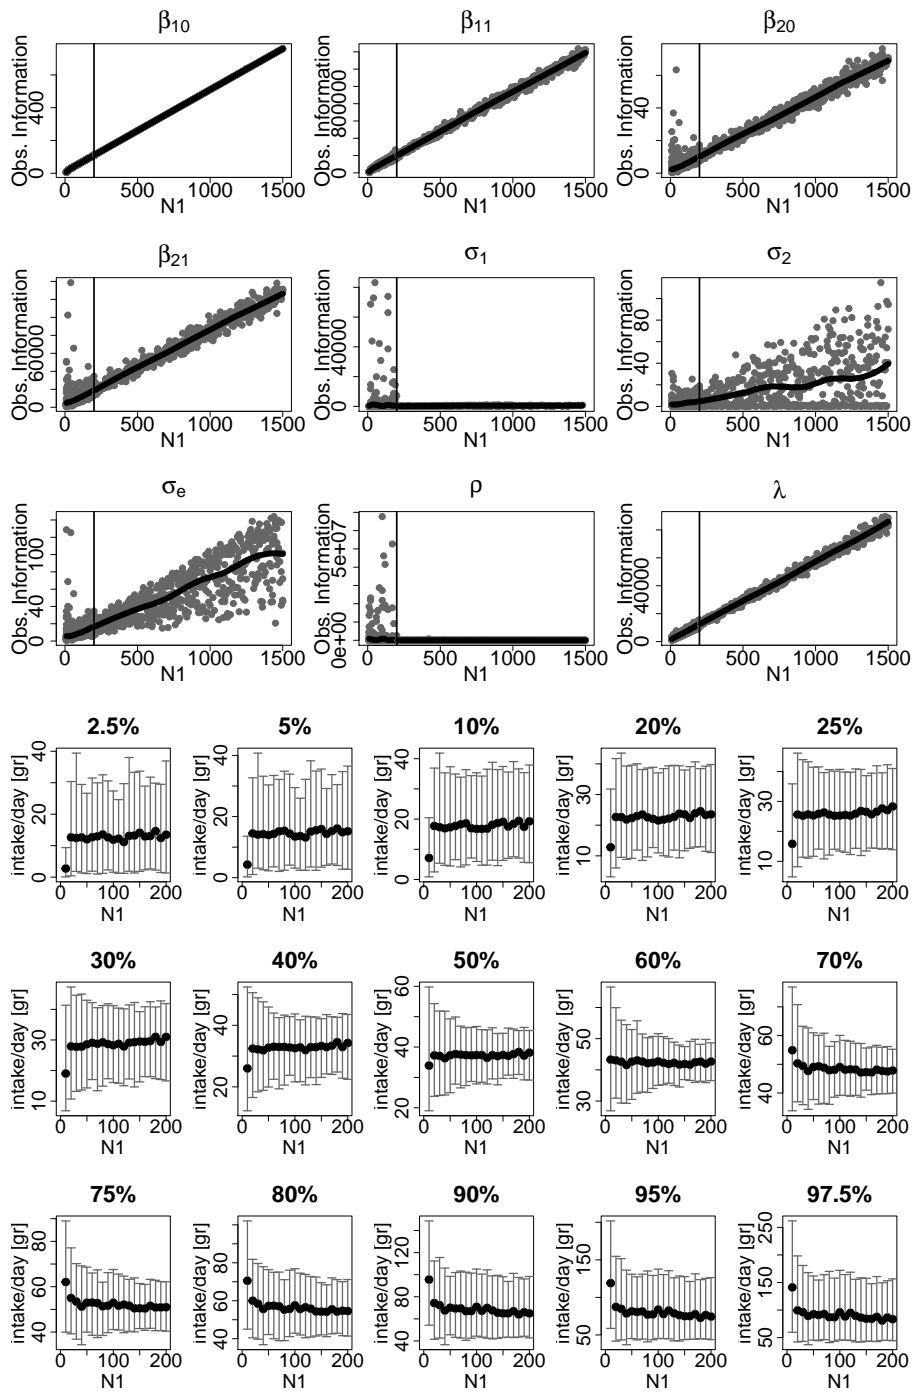 β10 β11 β20
Obs. Information Obs. Information Obs. Information
0 400
0 800000
0 40
0 500 1000 1500 0 500 1000 1500 0 500 1000 1500
N1 N1 N1
β21 σ1 σ2
Obs. Information Obs. Information Obs. Information
0 60000
0 40000
0 40 80
0 500 1000 1500 0 500 1000 1500 0 500 1000 1500
N1 N1 N1
σe ρ λ
Obs. Information Obs. Information Obs. Information
0 40 100
0e+00 5e+07
0 40000
0 500 1000 1500 0 500 1000 1500 0 500 1000 1500
N1 N1 N1
2.5% 5% 10% 20% 25%
intake/day [gr] intake/day [gr] intake/day [gr] intake/day [gr] intake/day [gr]
0 20 40
0 20 40
0 20 40
10 30
10 30
0 100 200 0 100 200 0 100 200 0 100 200 0 100 200
N1 N1 N1 N1 N1
30% 40% 50% 60% 70%
intake/day [gr] intake/day [gr] intake/day [gr] intake/day [gr] intake/day [gr]
10 30
20 40
20 40 60
30 50
40 60
0 100 200 0 100 200 0 100 200 0 100 200 0 100 200
N1 N1 N1 N1 N1
75% 80% 90% 95% 97.5%
intake/day [gr] intake/day [gr] intake/day [gr] intake/day [gr] intake/day [gr]
40 60 80
40 60 80
40 80 120
50 150
50 150 250
0 100 200 0 100 200 0 100 200 0 100 200 0 100 200
N1 N1 N1 N1 N1